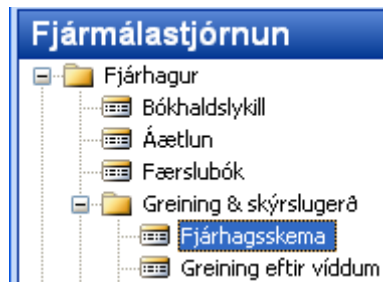 Fjármálastjórnun
Fjárhagur
Bókhaldslykill
Áætlun
Færslubók
Greining & skýrslugerð
Fjárhagsskema
Greining eftir víddum